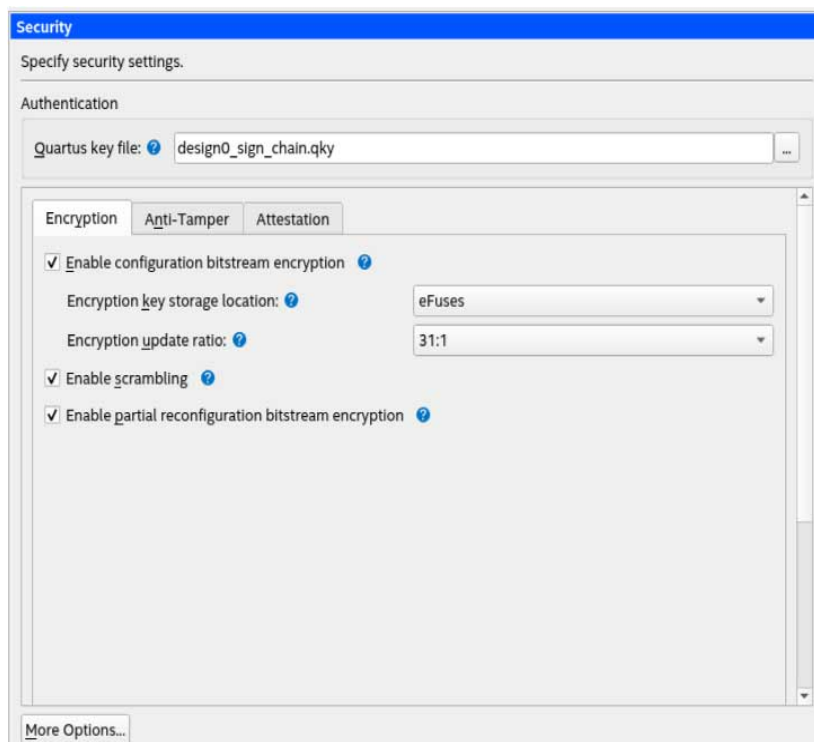 Security
Specify security settings.
Authentication
Quartus key file: design0_sign_chain.qky ...
Encryption Anti-Tamper Attestation
Enable configuration bitstream encryption
Encryption key storage location: eFuses
Encryption update ratio: 31:1
Enable scrambling
Enable partial reconfiguration bitstream encryption
More Options...